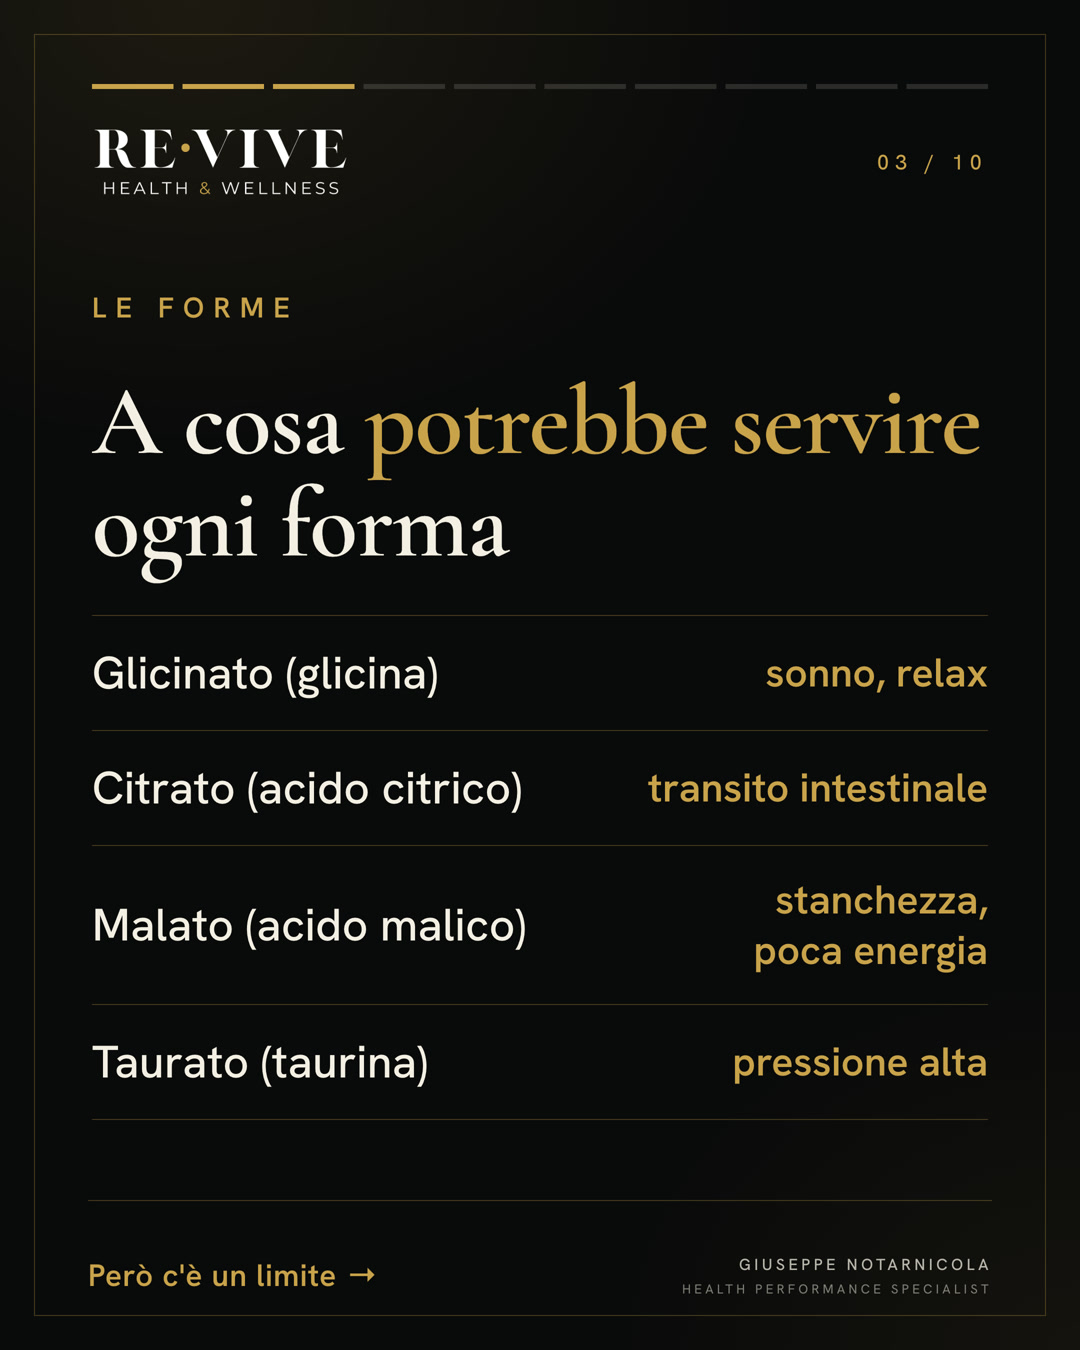 RE·VIVE
HEALTH & WELLNESS
03 / 10
LE FORME
A cosa potrebbe servire
ogni forma
Glicinato (glicina)
sonno, relax
Citrato (acido citrico)
transito intestinale
Malato (acido malico)
stanchezza,
poca energia
Taurato (taurina)
pressione alta
Però c'è un limite →
GIUSEPPE NOTARNICOLA
HEALTH PERFORMANCE SPECIALIST